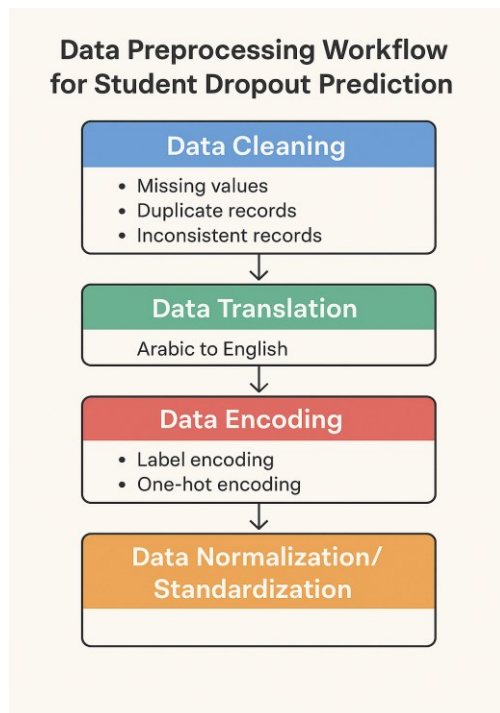 Data Preprocessing Workflow
for Student Dropout Prediction
Data Cleaning
• Missing values
• Duplicate records
• Inconsistent records
Data Translation
Arabic to English
Data Encoding
• Label encoding
• One-hot encoding
Data Normalization/
Standardization